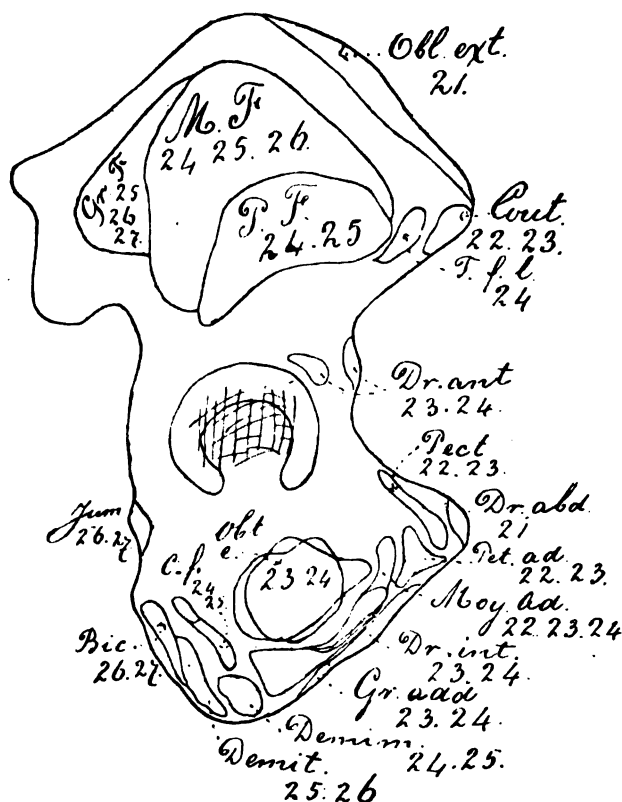 Obl. ext.
21.
M. F.
24 25. 26.
Gr F
25
26
27.
P. F.
24. 25
Cout.
22. 23.
T. f. l.
24
Dr. ant
23. 24.
Pect
22. 23.
Jum
26. 27
Dr. abd.
21
Obt
e.
23 24
C. f.
24
25.
Pet. ad.
22. 23.
Moy ad.
22. 23. 24
Bic.
26. 27.
Dr. int.
23. 24.
Gr. add
23. 24.
Demi m.
24. 25.
Demit.
25. 26